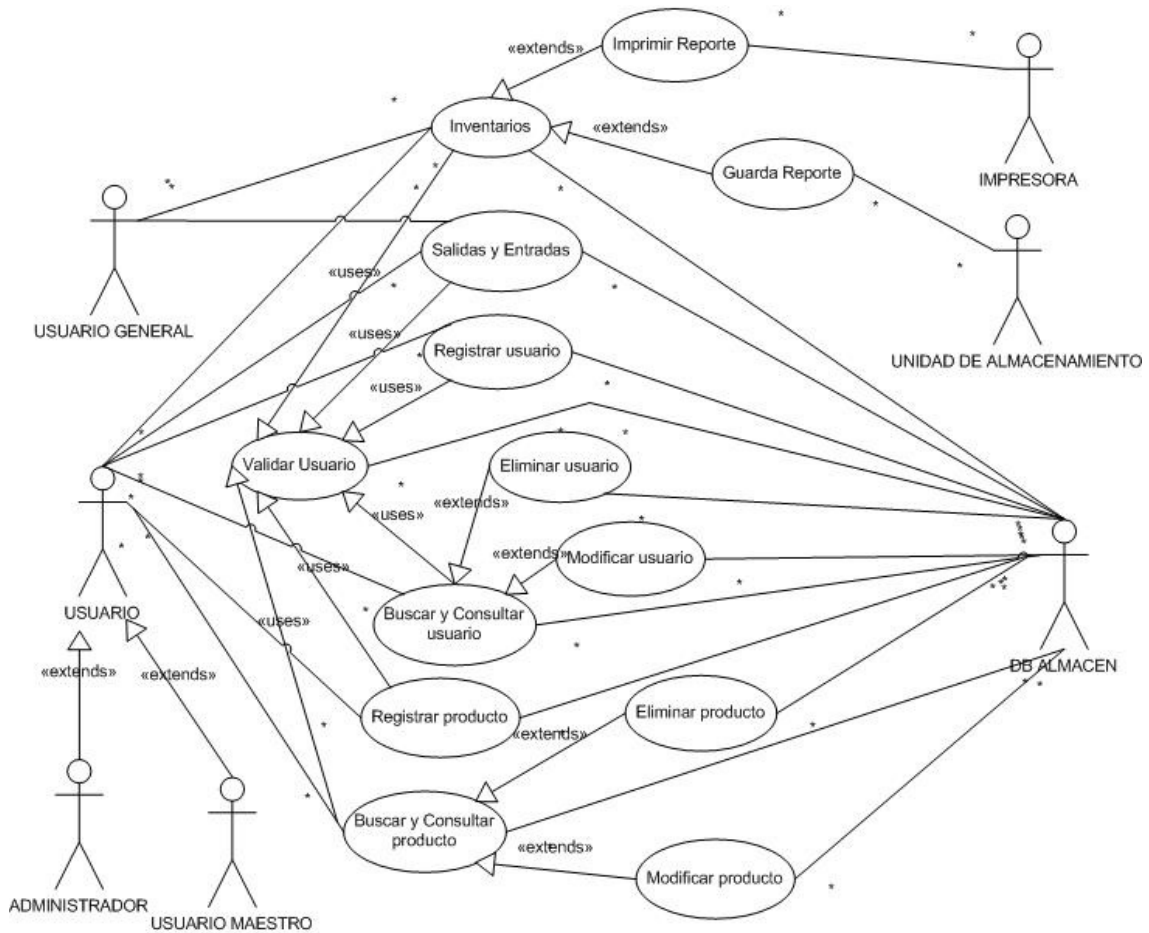 «extends»
Imprimir Reporte
*
*
IMPRESORA
Inventarios
*
«extends»
Guarda Reporte
*
*
UNIDAD DE ALMACENAMIENTO
**
USUARIO GENERAL
*
*
*
Salidas y Entradas
«uses»
*
*
«uses»
*
Registrar usuario
«uses»
*
*
Validar Usuario
*
Eliminar usuario
*
*
«extends»
«uses»
*
USUARIO
*
*
*
Modificar usuario
«extends»
*
Buscar y Consultar
usuario
*
*
«uses»
«uses»
DB ALMACEN
*
*
Registrar producto
Eliminar producto
«extends»
*
*
*
Buscar y Consultar
producto
*
«extends»
Modificar producto
*
«extends»
«extends»
ADMINISTRADOR
USUARIO MAESTRO